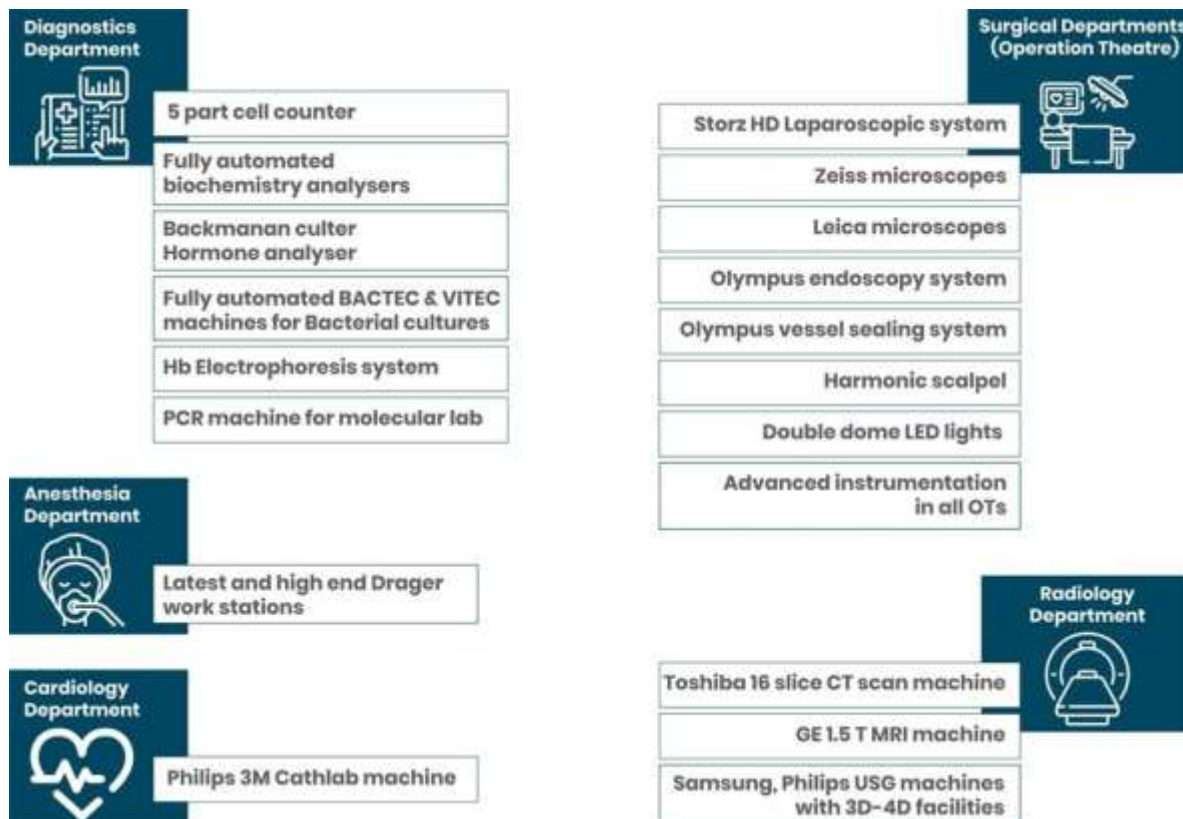 Diagnostics
Department
5 part cell counter
Fully automated
biochemistry analysers
Backmanan culter
Hormone analyser
Fully automated BACTEC & VITEC
machines for Bacterial cultures
Hb Electrophoresis system
PCR machine for molecular lab
Anesthesia
Department
Latest and high end Drager
work stations
Cardiology
Department
Philips 3M Cathlab machine
Surgical Departments
(Operation Theatre)
Storz HD Laparoscopic system
Zeiss microscopes
Leica microscopes
Olympus endoscopy system
Olympus vessel sealing system
Harmonic scalpel
Double dome LED lights
Advanced instrumentation
in all OTs
Radiology
Department
Toshiba 16 slice CT scan machine
GE 1.5 T MRI machine
Samsung, Philips USG machines
with 3D-4D facilities